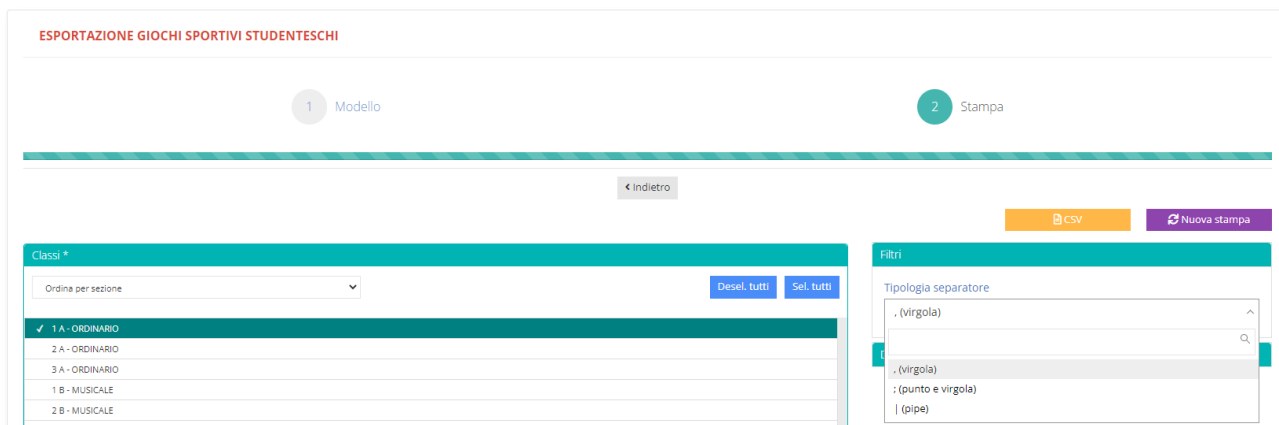 ESPORTAZIONE GIOCHI SPORTIVI STUDENTESCHI
1 Modello
2 Stampa
Indietro
CSV
Nuova stampa
Classi *
Ordina per sezione
Desel. tutti
Sel. tutti
1 A - ORDINARIO
2 A - ORDINARIO
3 A - ORDINARIO
1 B - MUSICALE
2 B - MUSICALE
Filtri
Tipologia separatore
, (virgola)
, (virgola)
; (punto e virgola)
| (pipe)